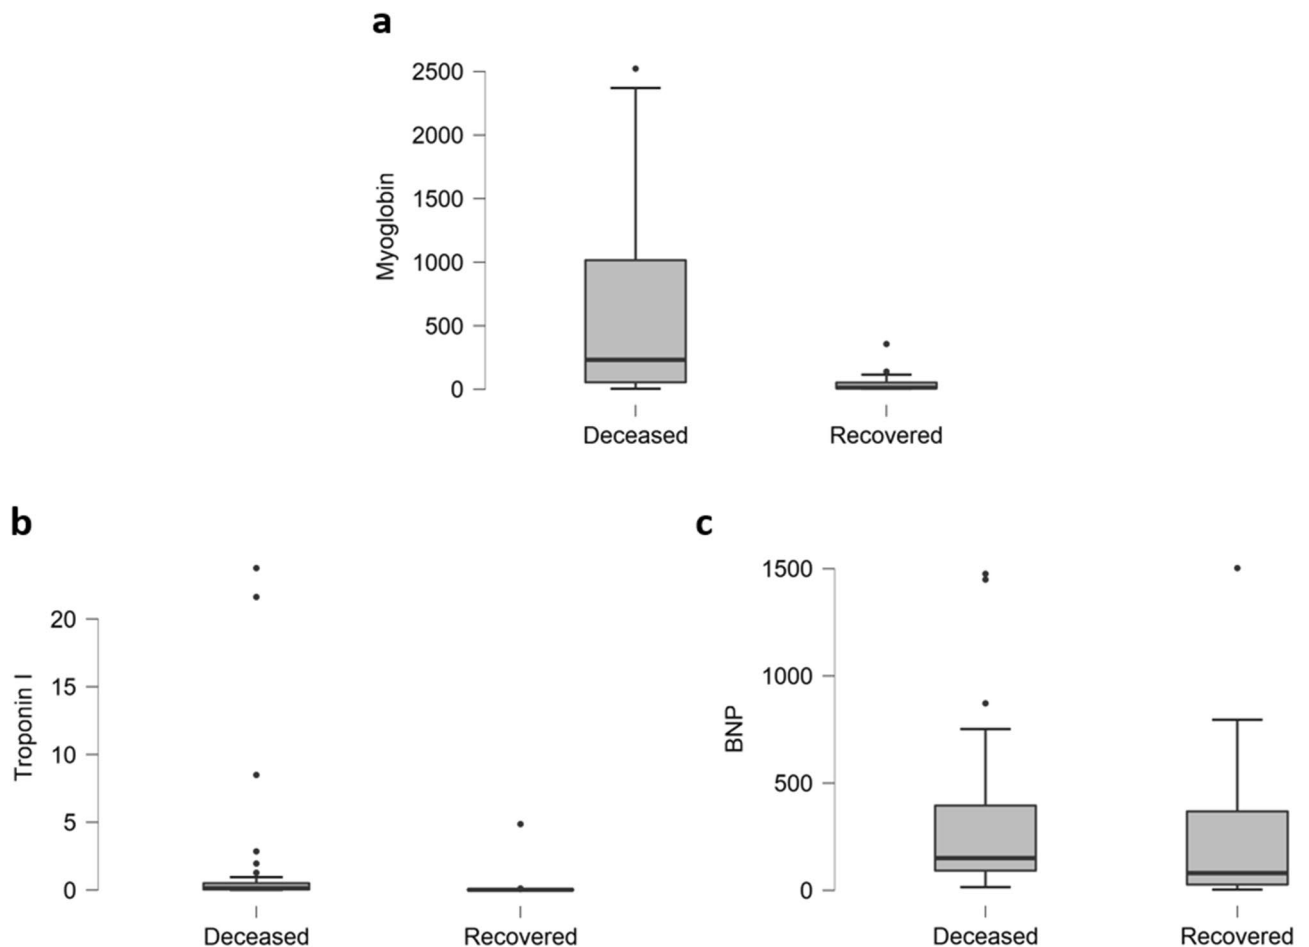 a
2500
2000
1500
1000
500
0
Myoglobin
Deceased
Recovered
b
20
15
10
5
0
Troponin I
Deceased
Recovered
c
1500
1000
500
0
BNP
Deceased
Recovered